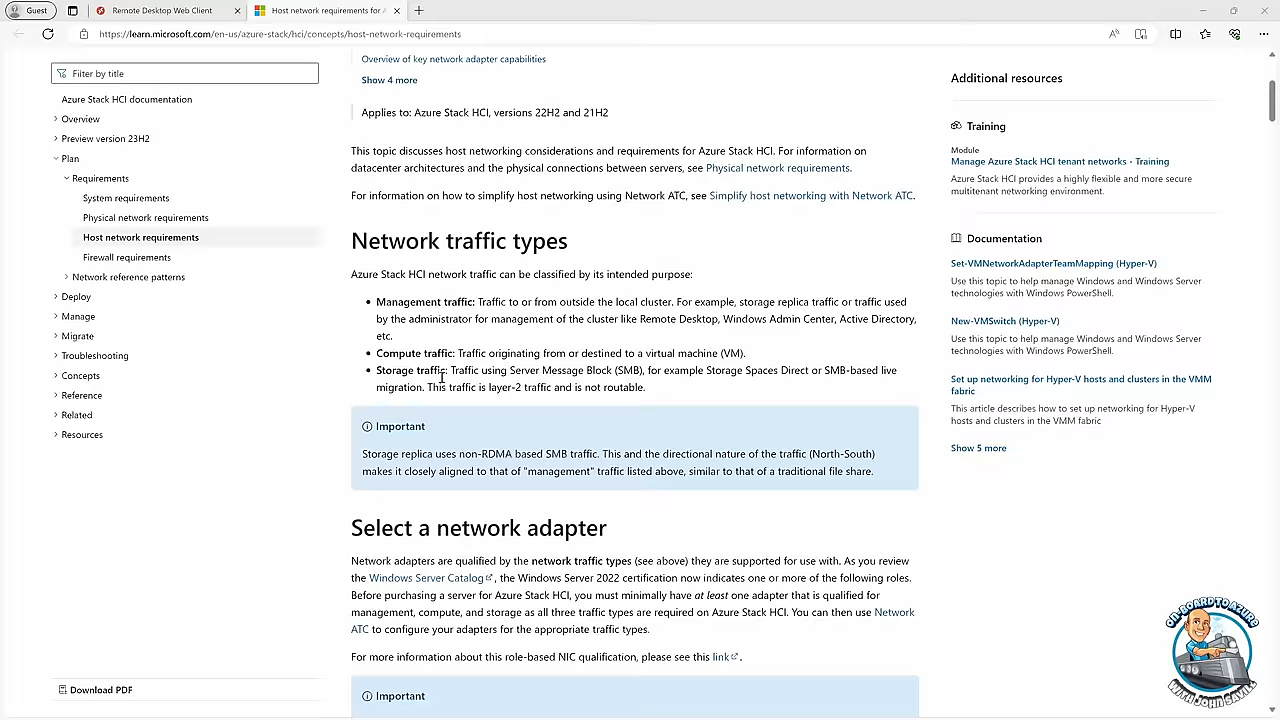 Guest
Remote Desktop Web Client
Host network requirements for A
https://learn.microsoft.com/en-us/azure-stack/hci/concepts/host-network-requirements
Filter by title
Azure Stack HCI documentation
Overview
Preview version 23H2
Plan
Requirements
System requirements
Physical network requirements
Host network requirements
Firewall requirements
Network reference patterns
Deploy
Manage
Migrate
Troubleshooting
Concepts
Reference
Related
Resources
Download PDF
Overview of key network adapter capabilities
Show 4 more
Applies to: Azure Stack HCI, versions 22H2 and 21H2
This topic discusses host networking considerations and requirements for Azure Stack HCI. For information on
datacenter architectures and the physical connections between servers, see Physical network requirements.
For information on how to simplify host networking using Network ATC, see Simplify host networking with Network ATC.
Network traffic types
Azure Stack HCI network traffic can be classified by its intended purpose:
• Management traffic: Traffic to or from outside the local cluster. For example, storage replica traffic or traffic used
by the administrator for management of the cluster like Remote Desktop, Windows Admin Center, Active Directory,
etc.
• Compute traffic: Traffic originating from or destined to a virtual machine (VM).
• Storage traffic: Traffic using Server Message Block (SMB), for example Storage Spaces Direct or SMB-based live
migration. This traffic is layer-2 traffic and is not routable.
Important
Storage replica uses non-RDMA based SMB traffic. This and the directional nature of the traffic (North-South)
makes it closely aligned to that of "management" traffic listed above, similar to that of a traditional file share.
Select a network adapter
Network adapters are qualified by the network traffic types (see above) they are supported for use with. As you review
the Windows Server Catalog, the Windows Server 2022 certification now indicates one or more of the following roles.
Before purchasing a server for Azure Stack HCI, you must minimally have at least one adapter that is qualified for
management, compute, and storage as all three traffic types are required on Azure Stack HCI. You can then use Network
ATC to configure your adapters for the appropriate traffic types.
For more information about this role-based NIC qualification, please see this link.
Important
Additional resources
Training
Module
Manage Azure Stack HCI tenant networks - Training
Azure Stack HCI provides a highly flexible and more secure
multitenant networking environment.
Documentation
Set-VMNetworkAdapterTeamMapping (Hyper-V)
Use this topic to help manage Windows and Windows Server
technologies with Windows PowerShell.
New-VMSwitch (Hyper-V)
Use this topic to help manage Windows and Windows Server
technologies with Windows PowerShell.
Set up networking for Hyper-V hosts and clusters in the VMM
fabric
This article describes how to set up networking for Hyper-V
hosts and clusters in the VMM fabric
Show 5 more
ON-BOARD TO AZURE
WITH JOHN SAVILL